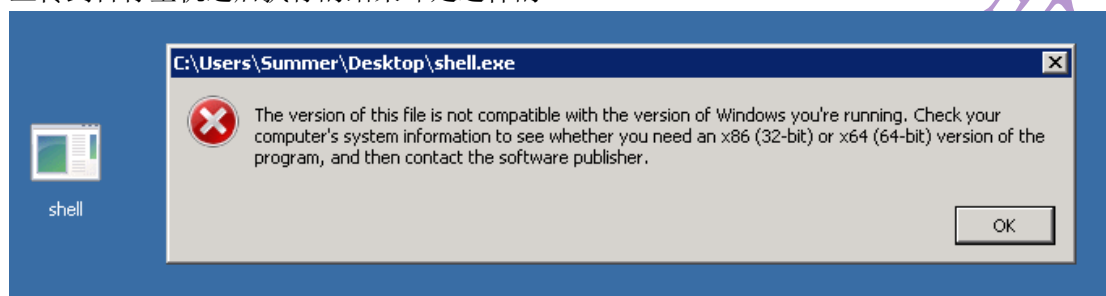 C:\Users\Summer\Desktop\shell.exe
The version of this file is not compatible with the version of Windows you're running. Check your
computer's system information to see whether you need an x86 (32-bit) or x64 (64-bit) version of the
program, and then contact the software publisher.
shell
OK